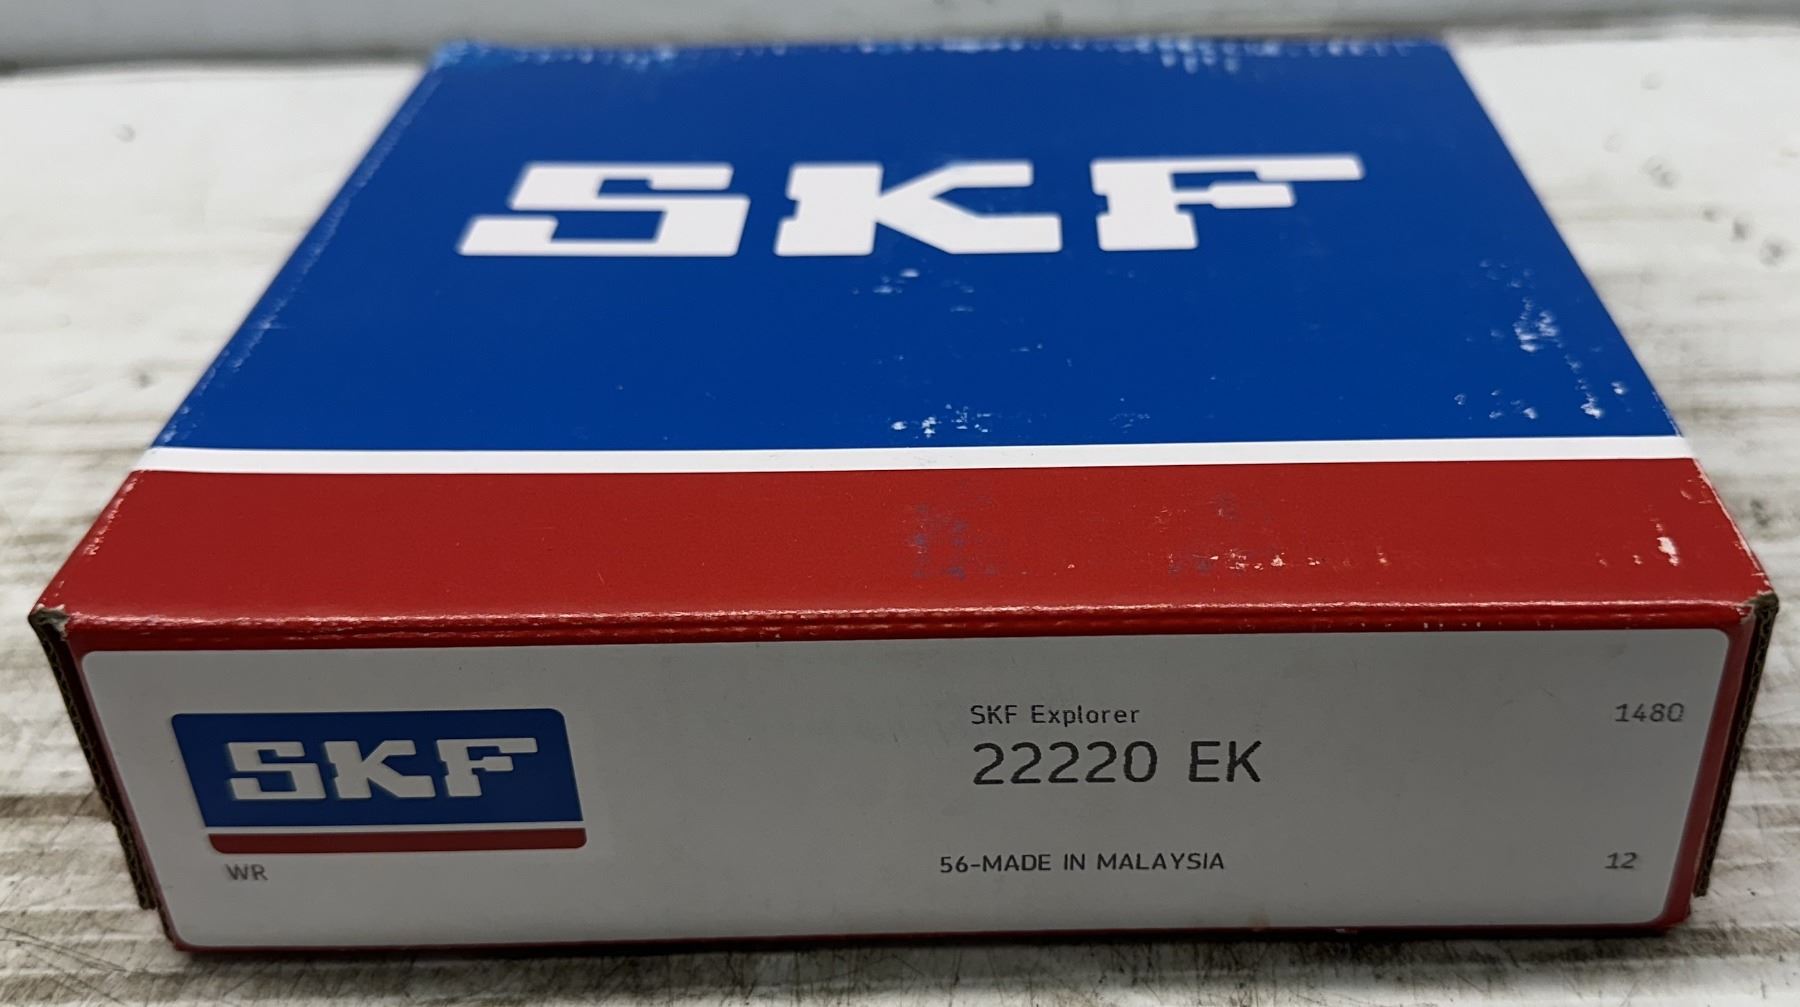 SKF
SKF
WR
SKF Explorer
22220 EK
56-MADE IN MALAYSIA
1480
12